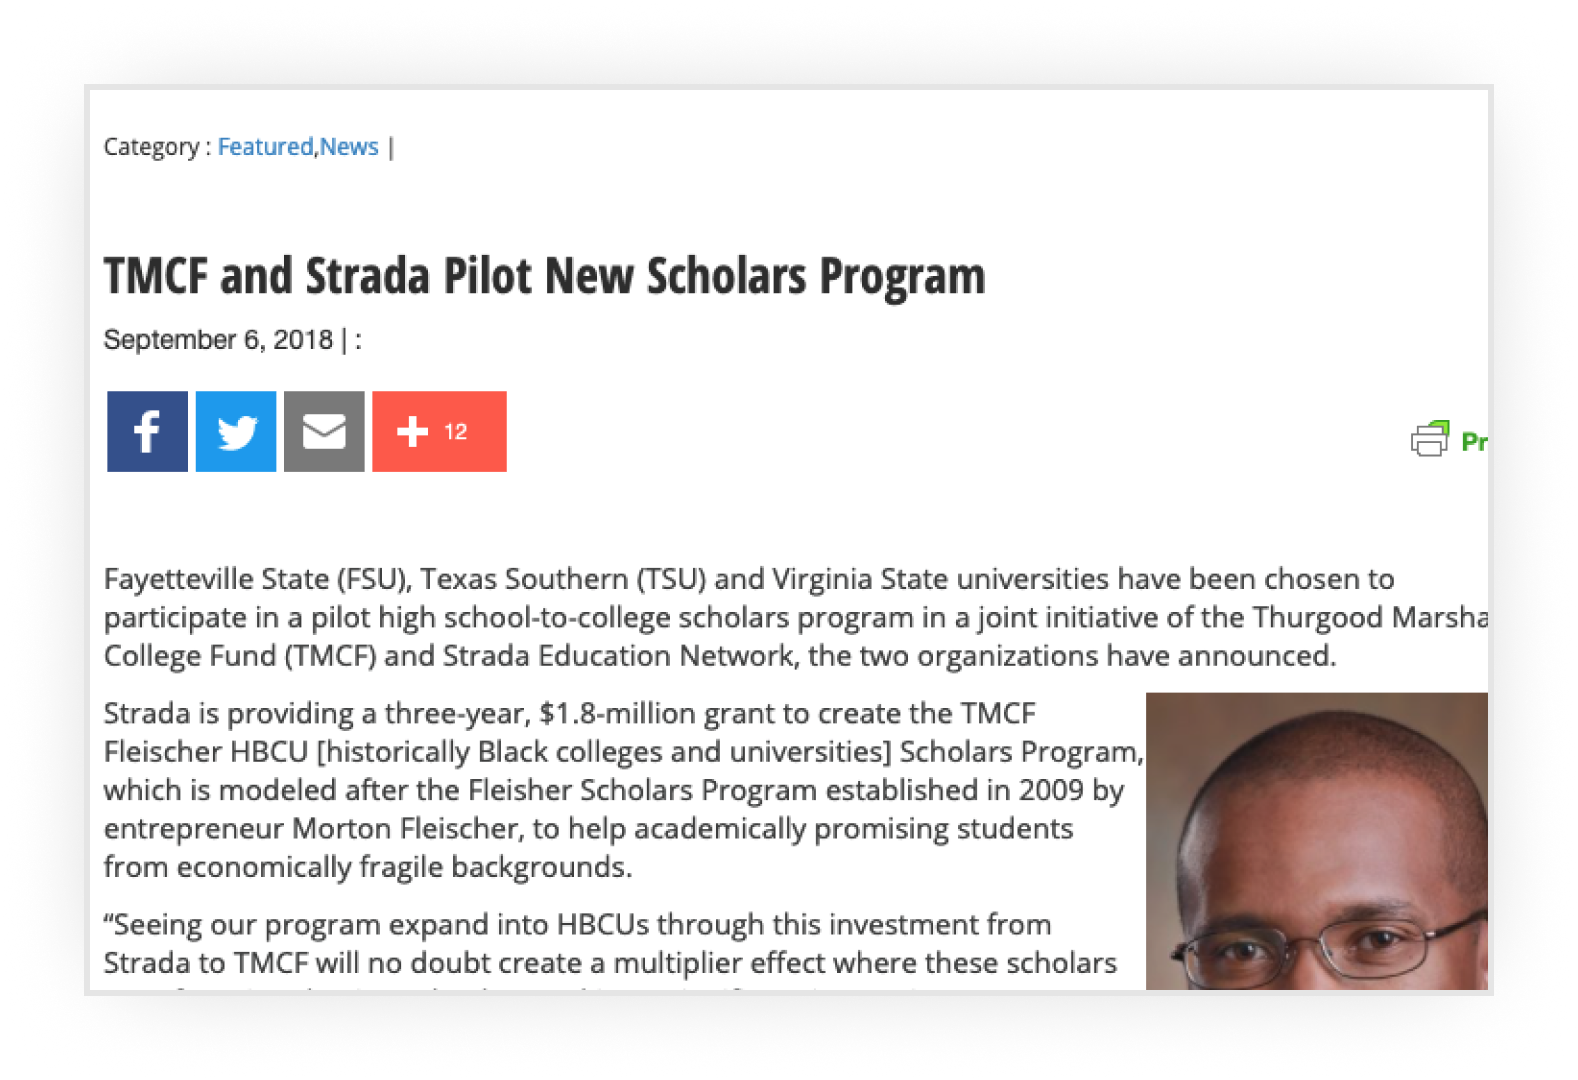 Category : Featured,News |
TMCF and Strada Pilot New Scholars Program
September 6, 2018 | :
12
Pr
Fayetteville State (FSU), Texas Southern (TSU) and Virginia State universities have been chosen to
participate in a pilot high school-to-college scholars program in a joint initiative of the Thurgood Marsha
College Fund (TMCF) and Strada Education Network, the two organizations have announced.
Strada is providing a three-year, $1.8-million grant to create the TMCF
Fleischer HBCU [historically Black colleges and universities] Scholars Program,
which is modeled after the Fleisher Scholars Program established in 2009 by
entrepreneur Morton Fleischer, to help academically promising students
from economically fragile backgrounds.
“Seeing our program expand into HBCUs through this investment from
Strada to TMCF will no doubt create a multiplier effect where these scholars